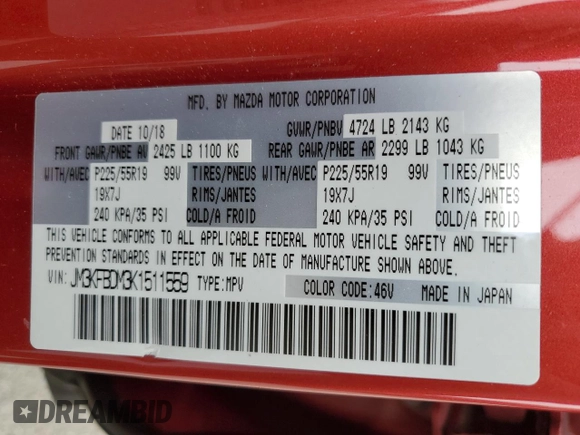 MFD. BY MAZDA MOTOR CORPORATION
DATE 10/18 GVWR/PNBV 4724 LB 2143 KG
FRONT GAWR/PNBE AV 2425 LB 1100 KG REAR GAWR/PNBE AR 2299 LB 1043 KG
WITH/AVEC P225/55R19 99V TIRES/PNEUS WITH/AVEC P225/55R19 99V TIRES/PNEUS
19X7J RIMS/JANTES 19X7J RIMS/JANTES
240 KPA/35 PSI COLD/A FROID 240 KPA/35 PSI COLD/A FROID
THIS VEHICLE CONFORMS TO ALL APPLICABLE FEDERAL MOTOR VEHICLE SAFETY AND THEFT
PREVENTION STANDARDS IN EFFECT ON THE DATE OF MANUFACTURE SHOWN ABOVE.
VIN: JM3KFBDM3K1511559 TYPE:MPV COLOR CODE:46V MADE IN JAPAN
DREAMBID